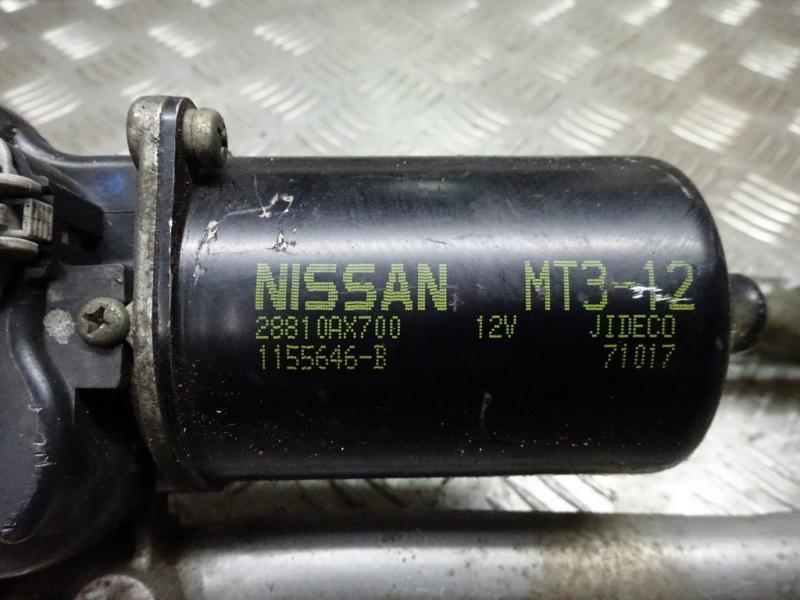 NISSAN MT3-12
28810AX700 12V JIDECO
1155646-B 71017